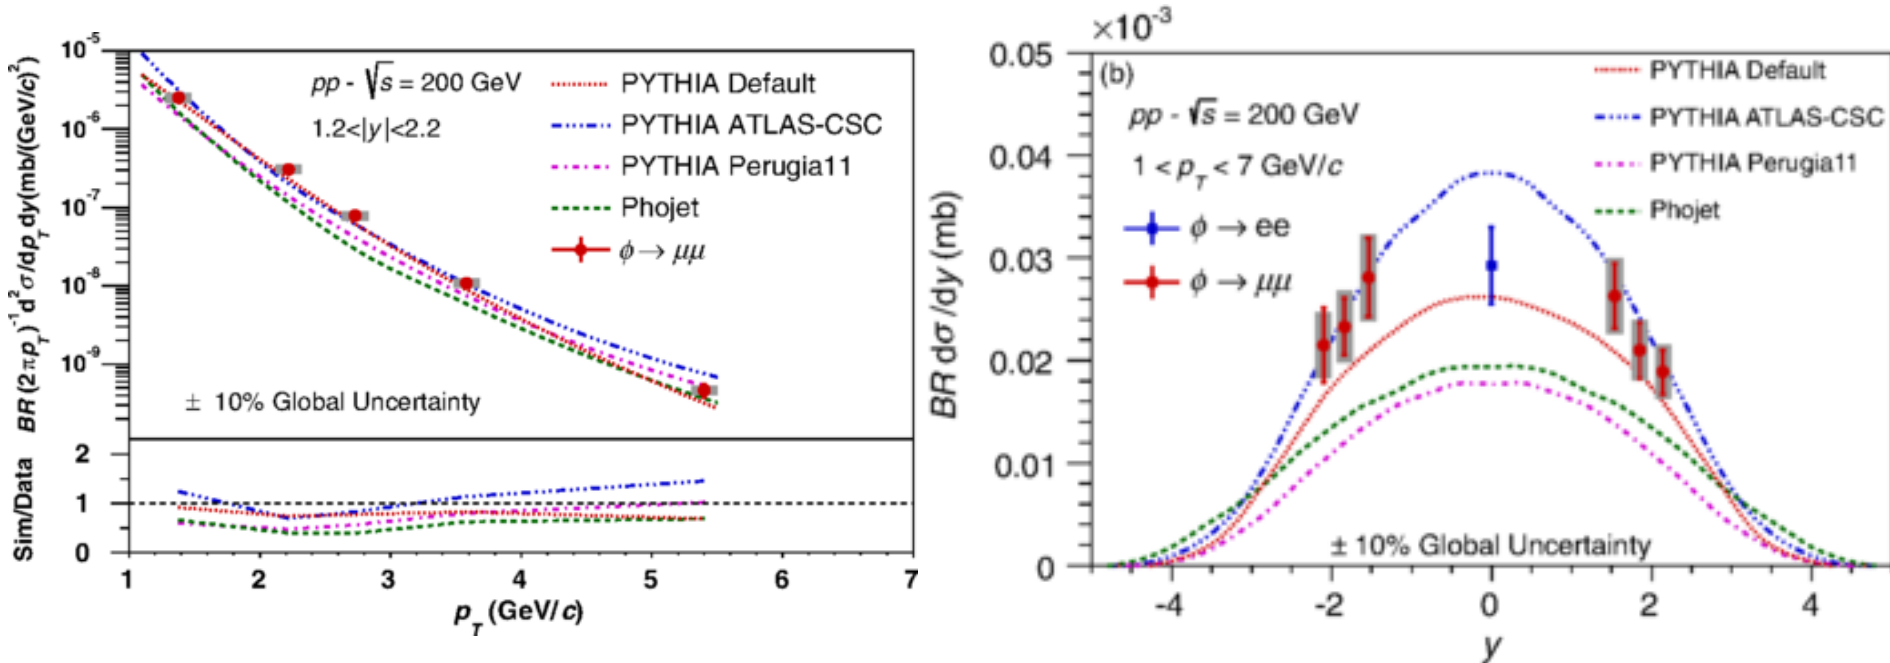 BR (2πp_T)^-1 d^2σ/dp_T dy(mb/(GeV/c)^2)
10^-5
10^-6
10^-7
10^-8
10^-9
pp - √s = 200 GeV
1.2<|y|<2.2
PYTHIA Default
PYTHIA ATLAS-CSC
PYTHIA Perugia11
Phojet
ϕ → μμ
± 10% Global Uncertainty
Sim/Data
2
1
0
1 2 3 4 5 6 7
p_T (GeV/c)
×10^-3
BR dσ/dy (mb)
0.05
0.04
0.03
0.02
0.01
0
(b)
pp - √s = 200 GeV
1 < p_T < 7 GeV/c
ϕ → ee
ϕ → μμ
PYTHIA Default
PYTHIA ATLAS-CSC
PYTHIA Perugia11
Phojet
± 10% Global Uncertainty
-4 -2 0 2 4
y